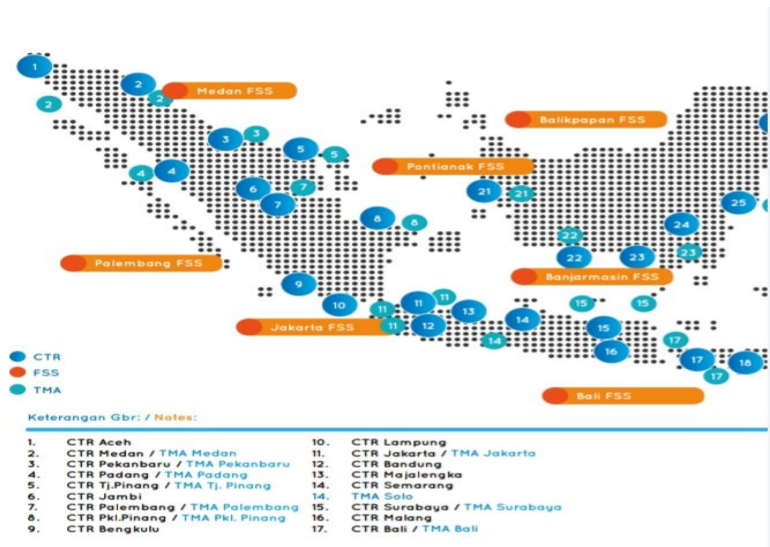 1
2
2
2
Medan FSS
Balikpapan FSS
3
3
5
5
Pontianak FSS
4
4
6
7
7
21
21
8
8
25
24
22
22
23
23
Palembang FSS
Banjarmasin FSS
9
10
11
11
11
11
12
13
14
14
15
15
15
16
Jakarta FSS
17
17
17
18
Bali FSS
CTR
FSS
TMA
Keterangan Gbr: / Notes:
1. CTR Aceh
2. CTR Medan / TMA Medan
3. CTR Pekanbaru / TMA Pekanbaru
4. CTR Padang / TMA Padang
5. CTR Tj.Pinang / TMA Tj. Pinang
6. CTR Jambi
7. CTR Palembang / TMA Palembang
8. CTR Pkl.Pinang / TMA Pkl. Pinang
9. CTR Bengkulu
10. CTR Lampung
11. CTR Jakarta / TMA Jakarta
12. CTR Bandung
13. CTR Majalengka
14. CTR Semarang
14. TMA Solo
15. CTR Surabaya / TMA Surabaya
16. CTR Malang
17. CTR Bali / TMA Bali